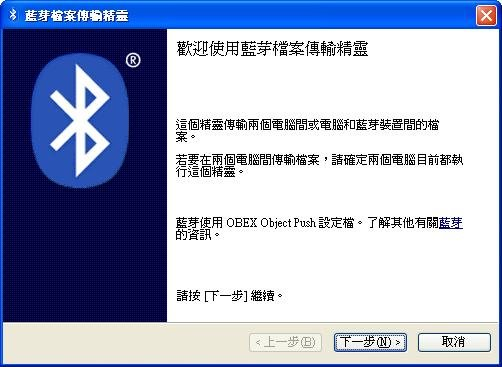 藍芽檔案傳輸精靈
®
歡迎使用藍芽檔案傳輸精靈
這個精靈傳輸兩個電腦間或電腦和藍芽裝置間的檔
案。
若要在兩個電腦間傳輸檔案，請確定兩個電腦目前都執
行這個精靈。
藍芽使用 OBEX Object Push 設定檔。了解其他有關藍芽
的資訊。
請按 [下一步] 繼續。
< 上一步(B)
下一步(N) >
取消